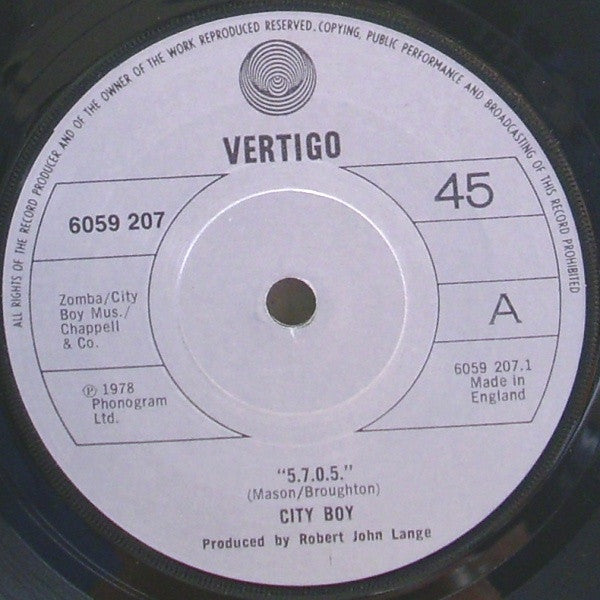 ALL RIGHTS OF THE RECORD PRODUCER AND OF THE OWNER OF THE WORK REPRODUCED RESERVED. COPYING, PUBLIC PERFORMANCE AND BROADCASTING OF THIS RECORD PROHIBITED
VERTIGO
6059 207
45
Zomba/City
Boy Mus./
Chappell
& Co.
A
℗ 1978
Phonogram
Ltd.
6059 207.1
Made in
England
"5.7.0.5."
(Mason/Broughton)
CITY BOY
Produced by Robert John Lange